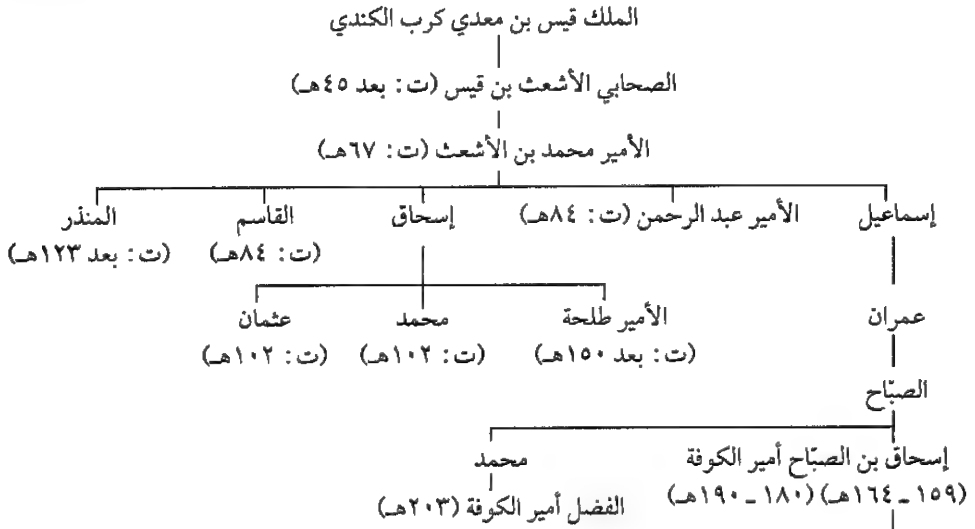 الملك قيس بن معدي كرب الكندي
الصحابي الأشعث بن قيس (ت: بعد ٤٥هـ)
الأمير محمد بن الأشعث (ت: ٦٧هـ)
إسماعيل الأمير عبد الرحمن (ت: ٨٤هـ) إسحاق القاسم المنذر
(ت: ٨٤هـ) (ت: بعد ١٢٣هـ)
عمران الأمير طلحة محمد عثمان
(ت: بعد ١٥٠هـ) (ت: ١٠٢هـ) (ت: ١٠٢هـ)
الصبّاح
إسحاق بن الصبّاح أمير الكوفة محمد
(١٥٩ ـ ١٦٤هـ) (١٨٠ ـ ١٩٠هـ) الفضل أمير الكوفة (٢٠٣هـ)